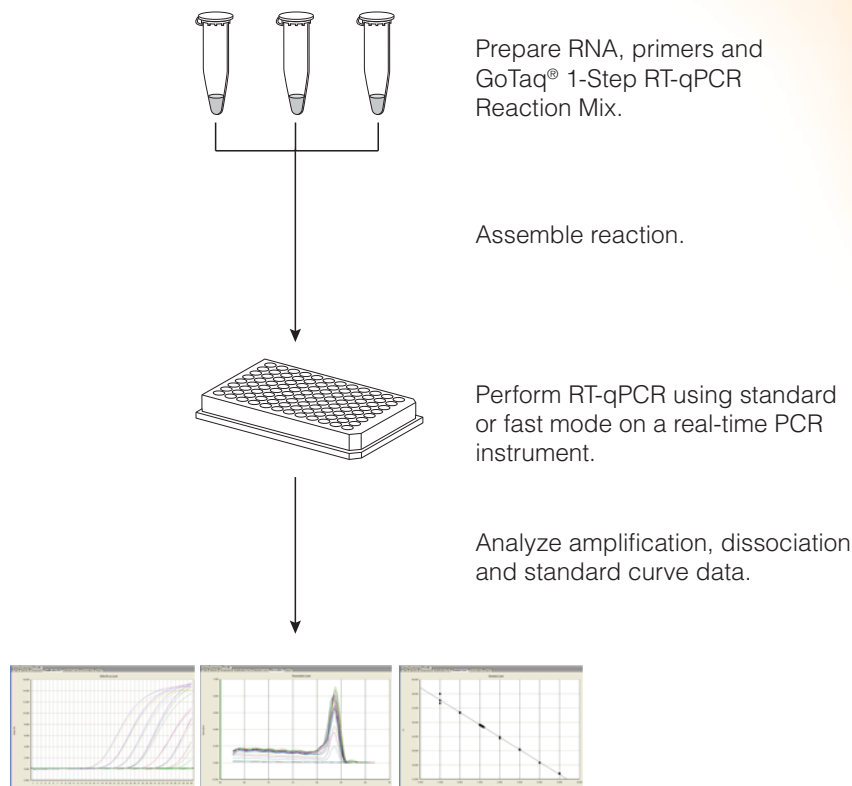 Prepare RNA, primers and
GoTaq® 1-Step RT-qPCR
Reaction Mix.
Assemble reaction.
Perform RT-qPCR using standard
or fast mode on a real-time PCR
instrument.
Analyze amplification, dissociation
and standard curve data.